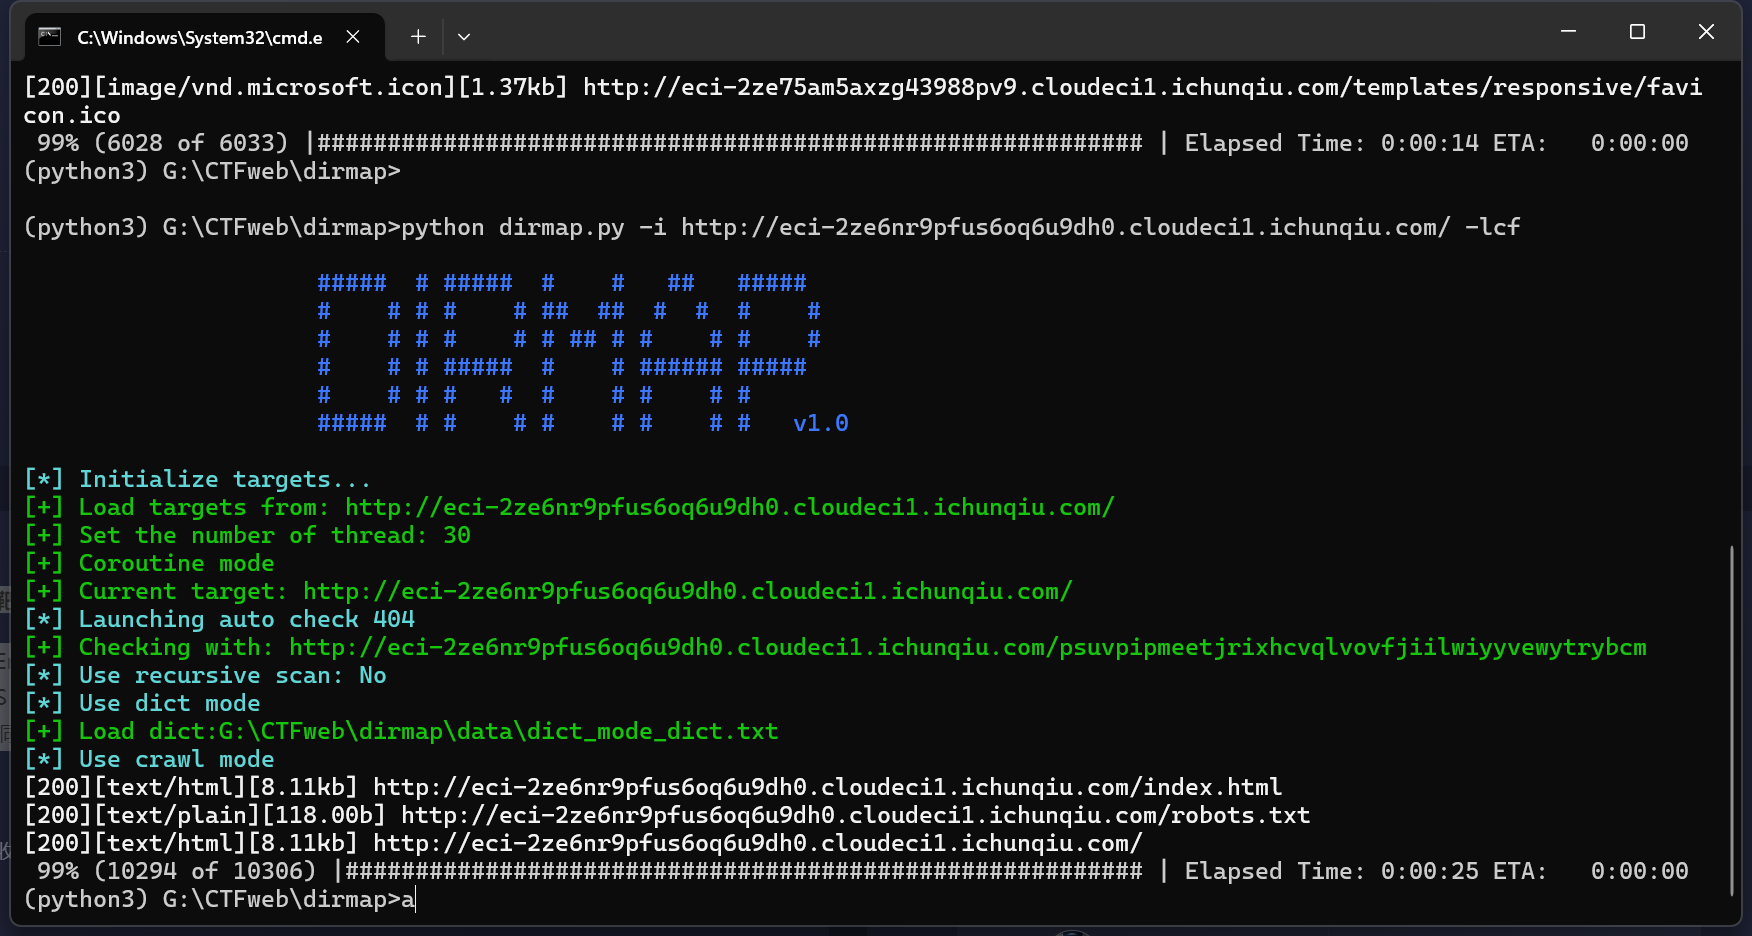 C:\Windows\System32\cmd.e
[200][image/vnd.microsoft.icon][1.37kb] http://eci-2ze75am5axzg43988pv9.cloudeci1.ichunqiu.com/templates/responsive/favi
con.ico
 99% (6028 of 6033) |########################################################### | Elapsed Time: 0:00:14 ETA:   0:00:00
(python3) G:\CTFweb\dirmap>
(python3) G:\CTFweb\dirmap>python dirmap.py -i http://eci-2ze6nr9pfus6oq6u9dh0.cloudeci1.ichunqiu.com/ -lcf
                     #####  # #####  #    #   ##   #####
                     #    # # #    # ##  ##  #  #  #    #
                     #    # # #    # # ## # #    # #    #
                     #    # # #####  #    # ###### #####
                     #    # # #   #  #    # #    # #
                     #####  # #    # #    # #    # #   v1.0
[*] Initialize targets...
[+] Load targets from: http://eci-2ze6nr9pfus6oq6u9dh0.cloudeci1.ichunqiu.com/
[+] Set the number of thread: 30
[+] Coroutine mode
[+] Current target: http://eci-2ze6nr9pfus6oq6u9dh0.cloudeci1.ichunqiu.com/
[*] Launching auto check 404
[+] Checking with: http://eci-2ze6nr9pfus6oq6u9dh0.cloudeci1.ichunqiu.com/psuvpipmeetjrixhcvqlvovfjiilwiyyvewytrybcm
[*] Use recursive scan: No
[*] Use dict mode
[+] Load dict:G:\CTFweb\dirmap\data\dict_mode_dict.txt
[*] Use crawl mode
[200][text/html][8.11kb] http://eci-2ze6nr9pfus6oq6u9dh0.cloudeci1.ichunqiu.com/index.html
[200][text/plain][118.00b] http://eci-2ze6nr9pfus6oq6u9dh0.cloudeci1.ichunqiu.com/robots.txt
[200][text/html][8.11kb] http://eci-2ze6nr9pfus6oq6u9dh0.cloudeci1.ichunqiu.com/
 99% (10294 of 10306) |######################################################### | Elapsed Time: 0:00:25 ETA:   0:00:00
(python3) G:\CTFweb\dirmap>a